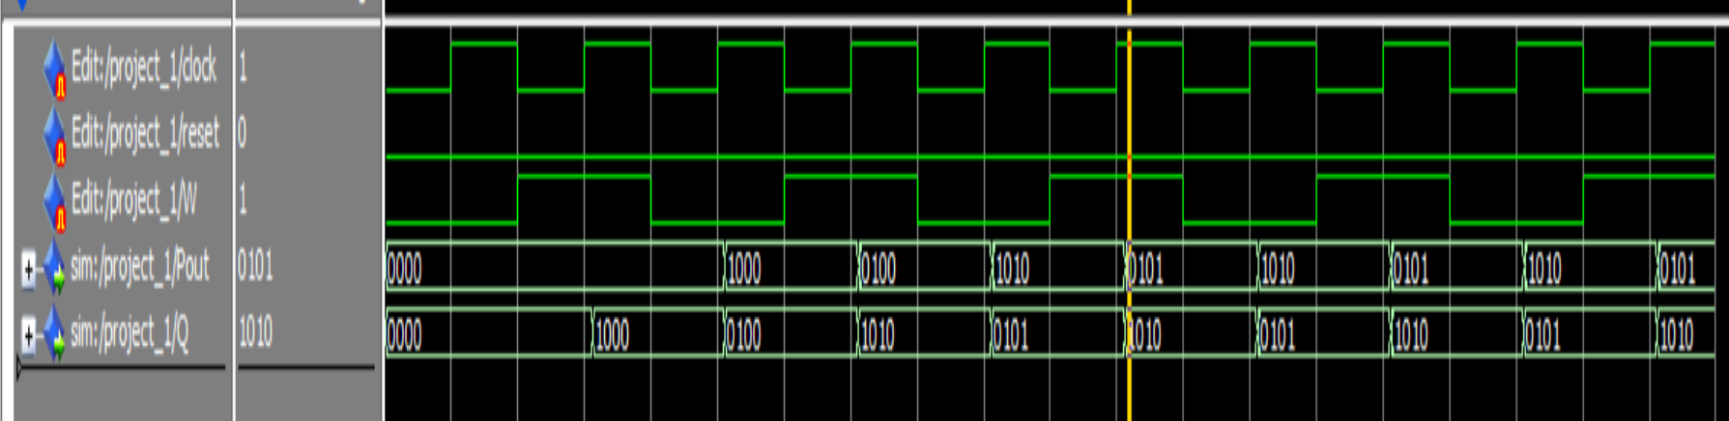 Edit:/project_1/clock 1
Edit:/project_1/reset 0
Edit:/project_1/W 1
sim:/project_1/Pout 0101 0000 1000 0100 1010 0101 1010 0101 1010 0101
sim:/project_1/Q 1010 0000 1000 0100 1010 0101 1010 0101 1010 0101 1010